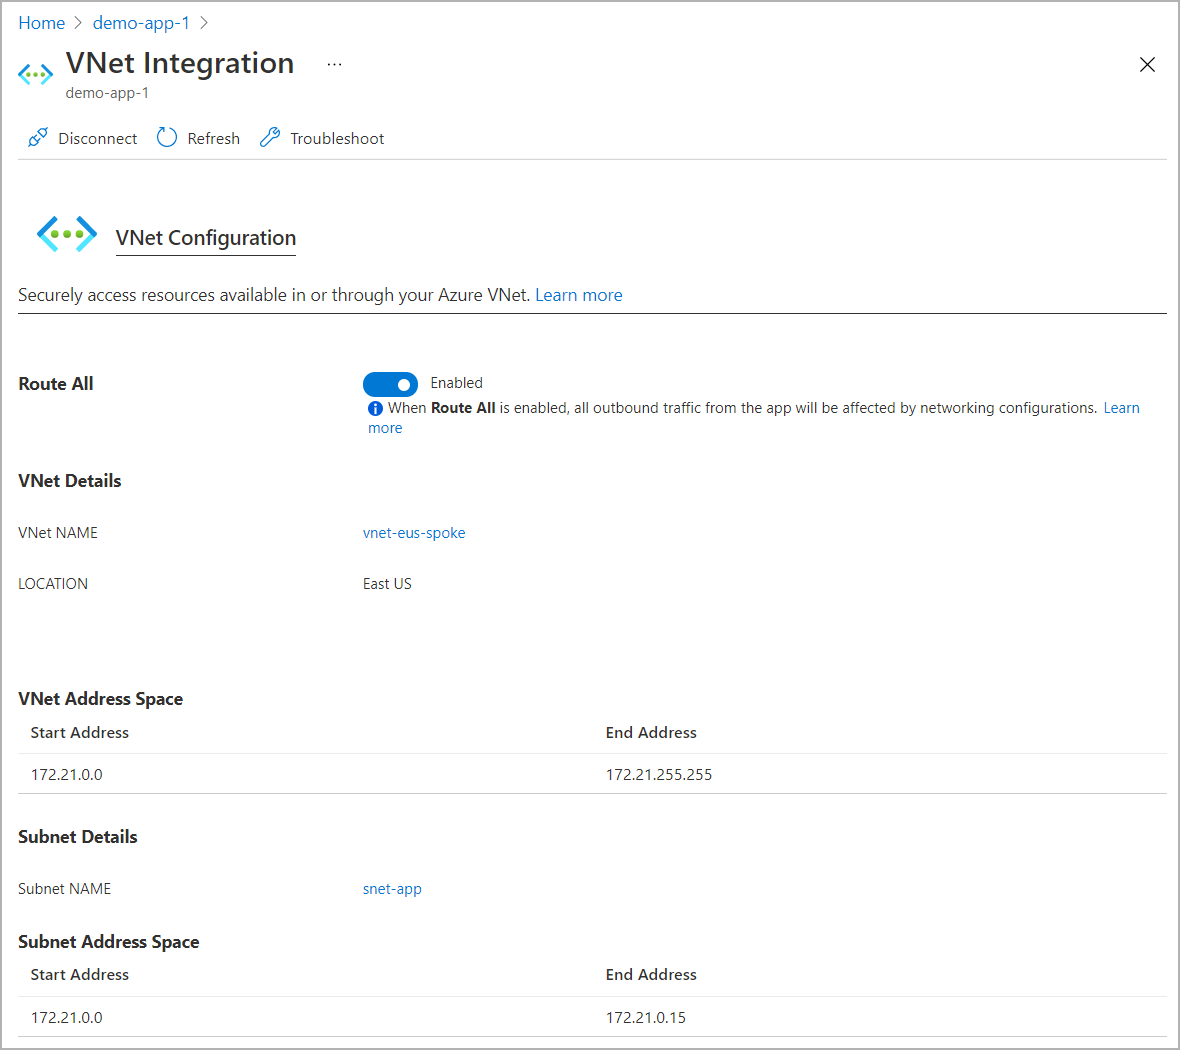 Home > demo-app-1 >
VNet Integration ...
demo-app-1
Disconnect Refresh Troubleshoot
VNet Configuration
Securely access resources available in or through your Azure VNet. Learn more
Route All Enabled
When Route All is enabled, all outbound traffic from the app will be affected by networking configurations. Learn
more
VNet Details
VNet NAME vnet-eus-spoke
LOCATION East US
VNet Address Space
Start Address End Address
172.21.0.0 172.21.255.255
Subnet Details
Subnet NAME snet-app
Subnet Address Space
Start Address End Address
172.21.0.0 172.21.0.15